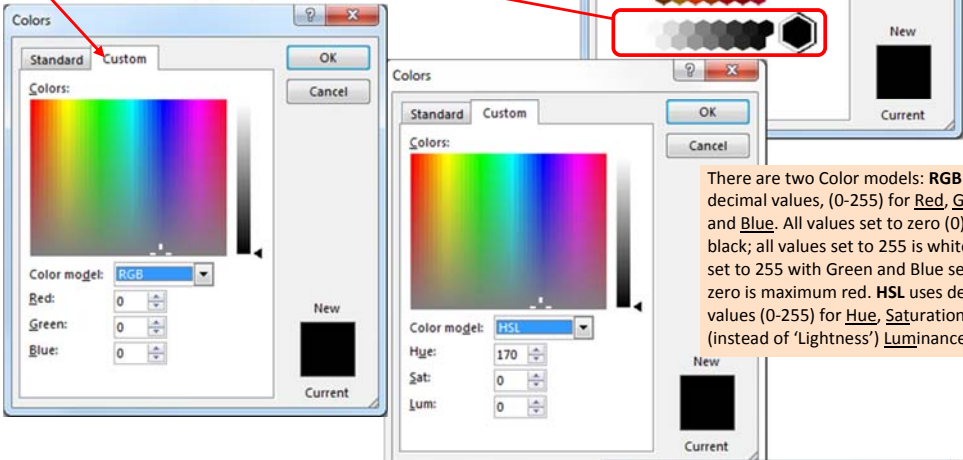 Colors
Standard Custom
OK
Cancel
Colors:
Color model: RGB
Red: 0
Green: 0
Blue: 0
New
Current
Colors
Standard Custom
OK
Cancel
Colors:
Color model: HSL
Hue: 170
Sat: 0
Lum: 0
New
Current
New
Current
There are two Color models: RGB
decimal values, (0-255) for Red, G
and Blue. All values set to zero (0)
black; all values set to 255 is white
set to 255 with Green and Blue se
zero is maximum red. HSL uses de
values (0-255) for Hue, Saturation
(instead of ‘Lightness’) Luminance